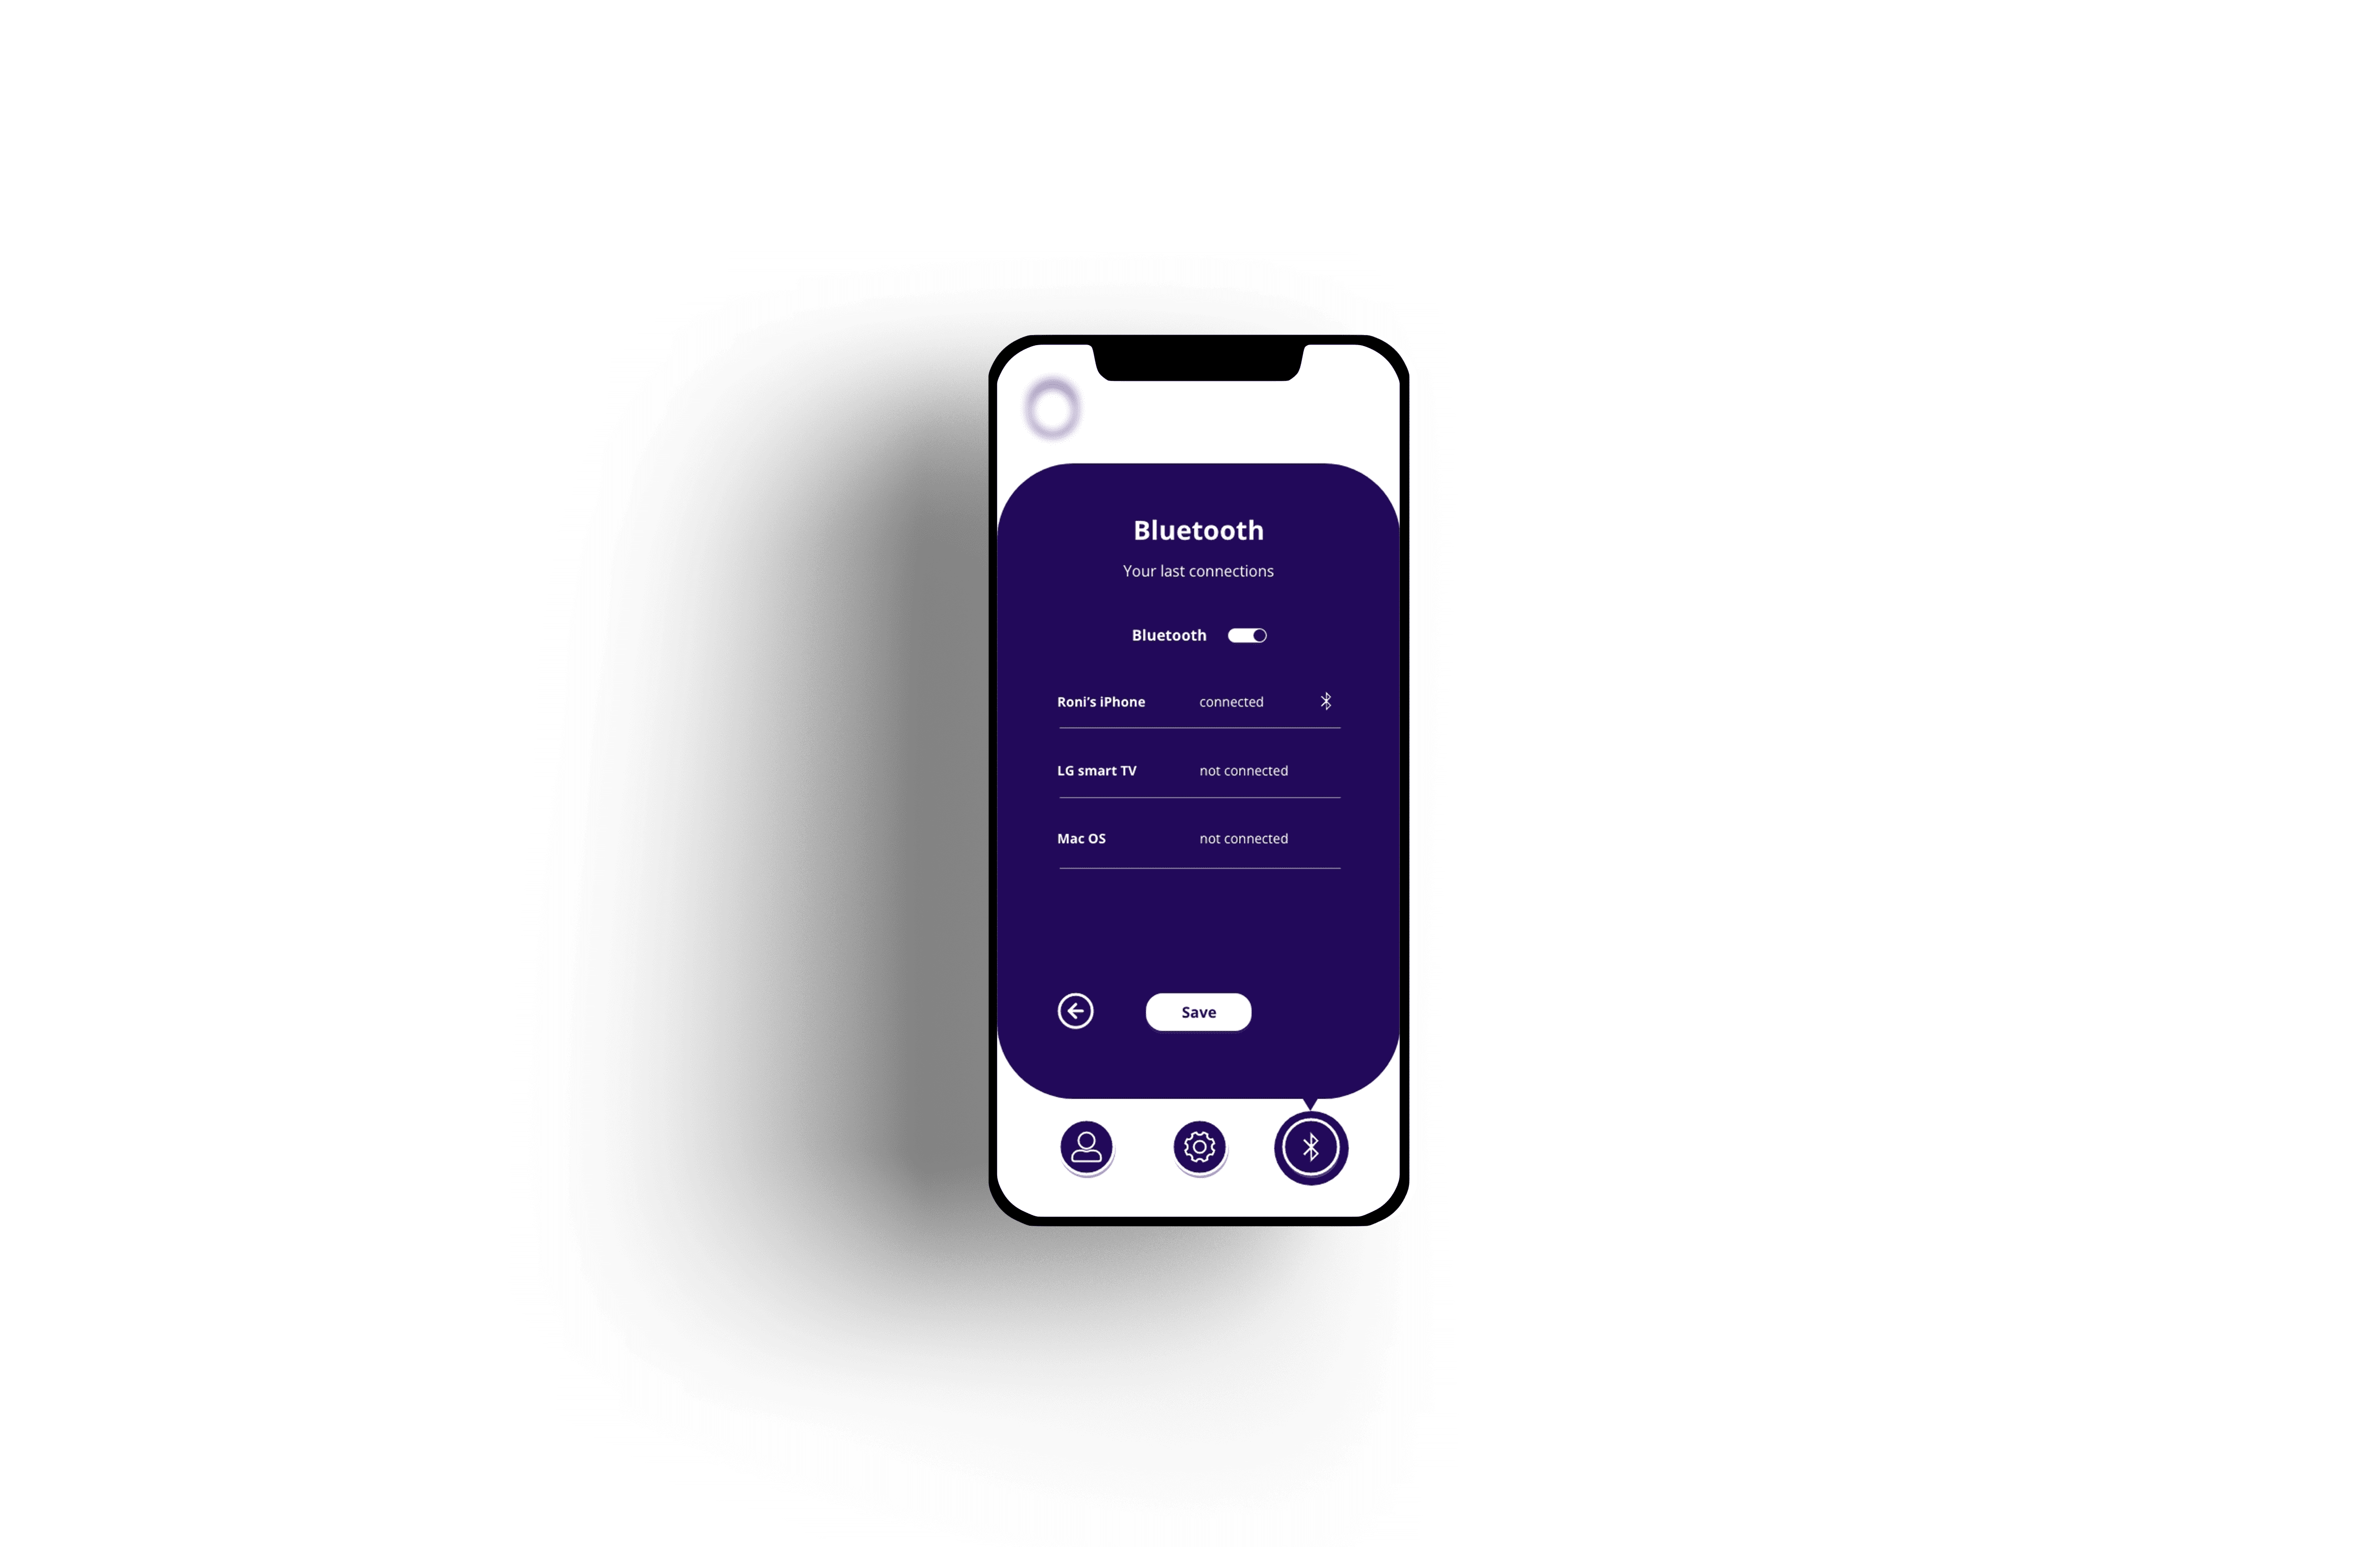 Bluetooth
Your last connections
Bluetooth
Roni’s iPhone connected
LG smart TV not connected
Mac OS not connected
Save